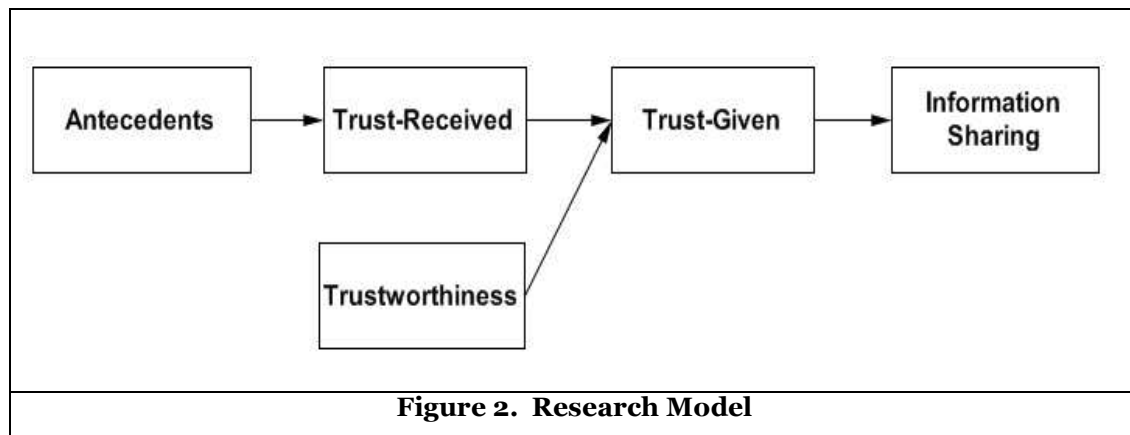 Antecedents
Trust-Received
Trust-Given
Information
Sharing
Trustworthiness
Figure 2. Research Model